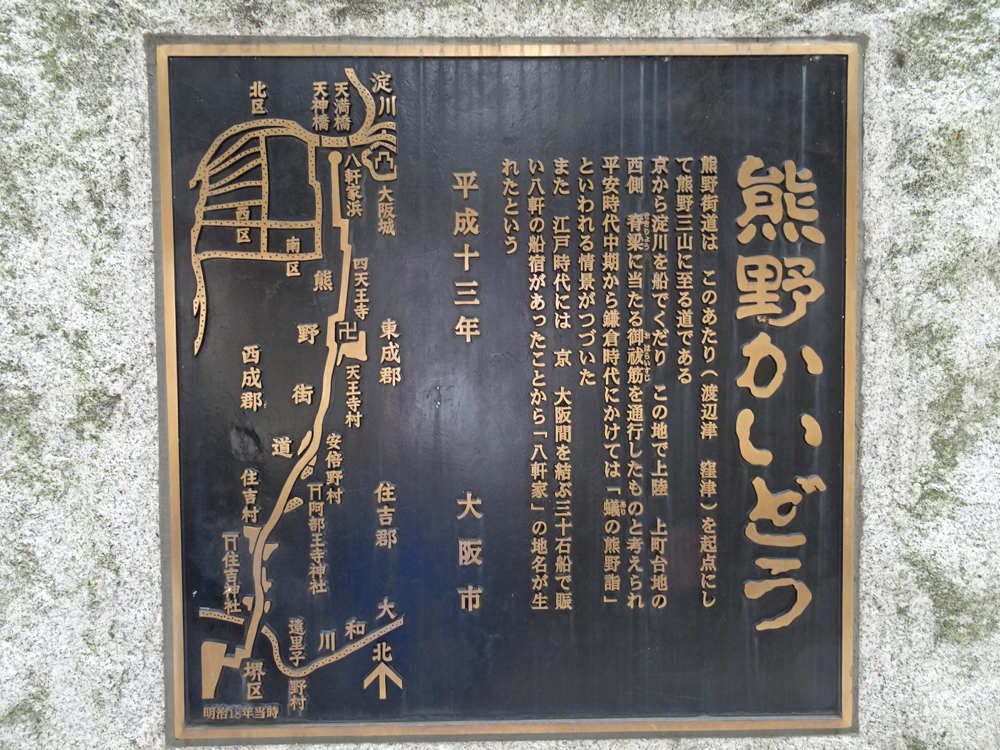 熊野かいどう
熊野街道は このあたり(渡辺津 窪津)を起点にし
て熊野三山に至る道である
京から淀川を船でくだり この地で上陸 上町台地の
西側 脊梁に当たる御祓筋を通行したものと考えられ
平安時代中期から鎌倉時代にかけては「蟻の熊野詣」
といわれる情景がつづいた
また 江戸時代には 京 大阪間を結ぶ三十石船で賑
い八軒の船宿があったことから「八軒家」の地名が生
れたという
平成十三年 大阪市
淀川
天満橋
天神橋
北区
八軒家浜
大阪城
西区
南区
四天王寺
卍
天王寺村
東成郡
熊野街道
西成郡
安倍野村
阿部王子神社
住吉郡
住吉村
住吉神社
大和川
遠里小野村
堺区
北